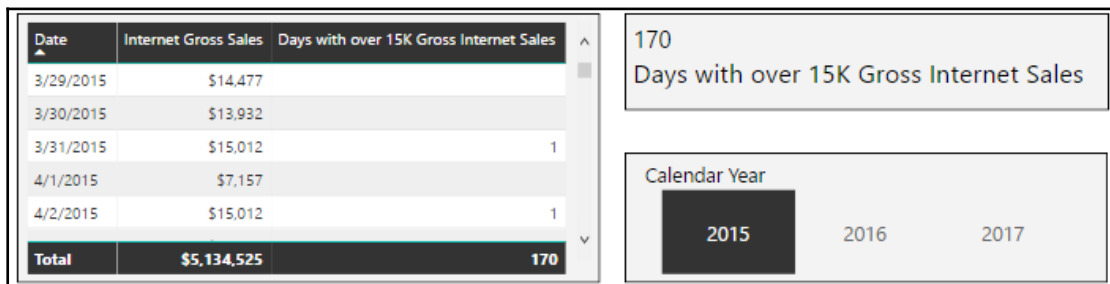 Date Internet Gross Sales Days with over 15K Gross Internet Sales
3/29/2015 $14,477
3/30/2015 $13,932
3/31/2015 $15,012 1
4/1/2015 $7,157
4/2/2015 $15,012 1
Total $5,134,525 170
170
Days with over 15K Gross Internet Sales
Calendar Year
2015 2016 2017